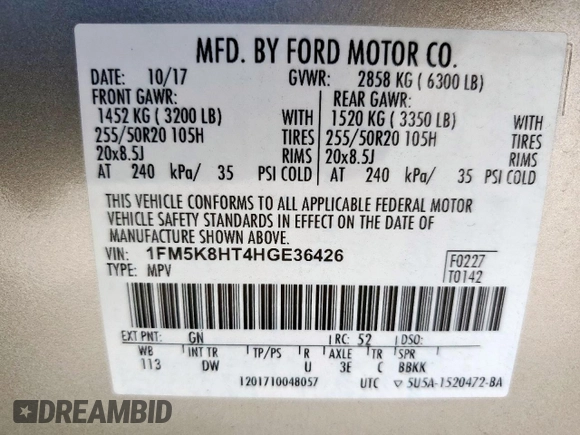 MFD. BY FORD MOTOR CO.
DATE: 10/17 GVWR: 2858 KG ( 6300 LB)
FRONT GAWR: REAR GAWR:
1452 KG ( 3200 LB) WITH 1520 KG ( 3350 LB) WITH
255/50R20 105H TIRES 255/50R20 105H TIRES
20x8.5J RIMS 20x8.5J RIMS
AT 240 kPa/ 35 PSI COLD AT 240 kPa/ 35 PSI COLD
THIS VEHICLE CONFORMS TO ALL APPLICABLE FEDERAL MOTOR
VEHICLE SAFETY STANDARDS IN EFFECT ON THE DATE OF
MANUFACTURE SHOWN ABOVE.
VIN: 1FM5K8HT4HGE36426 F0227
TYPE: MPV T0142
EXT PNT: GN RC: 52 DSO:
WB INT TR TP/PS R AXLE TR SPR
113 DW U 3E C BBKK
1201710048057 UTC ▽ 5U5A-1520472-BA
DREAMBID